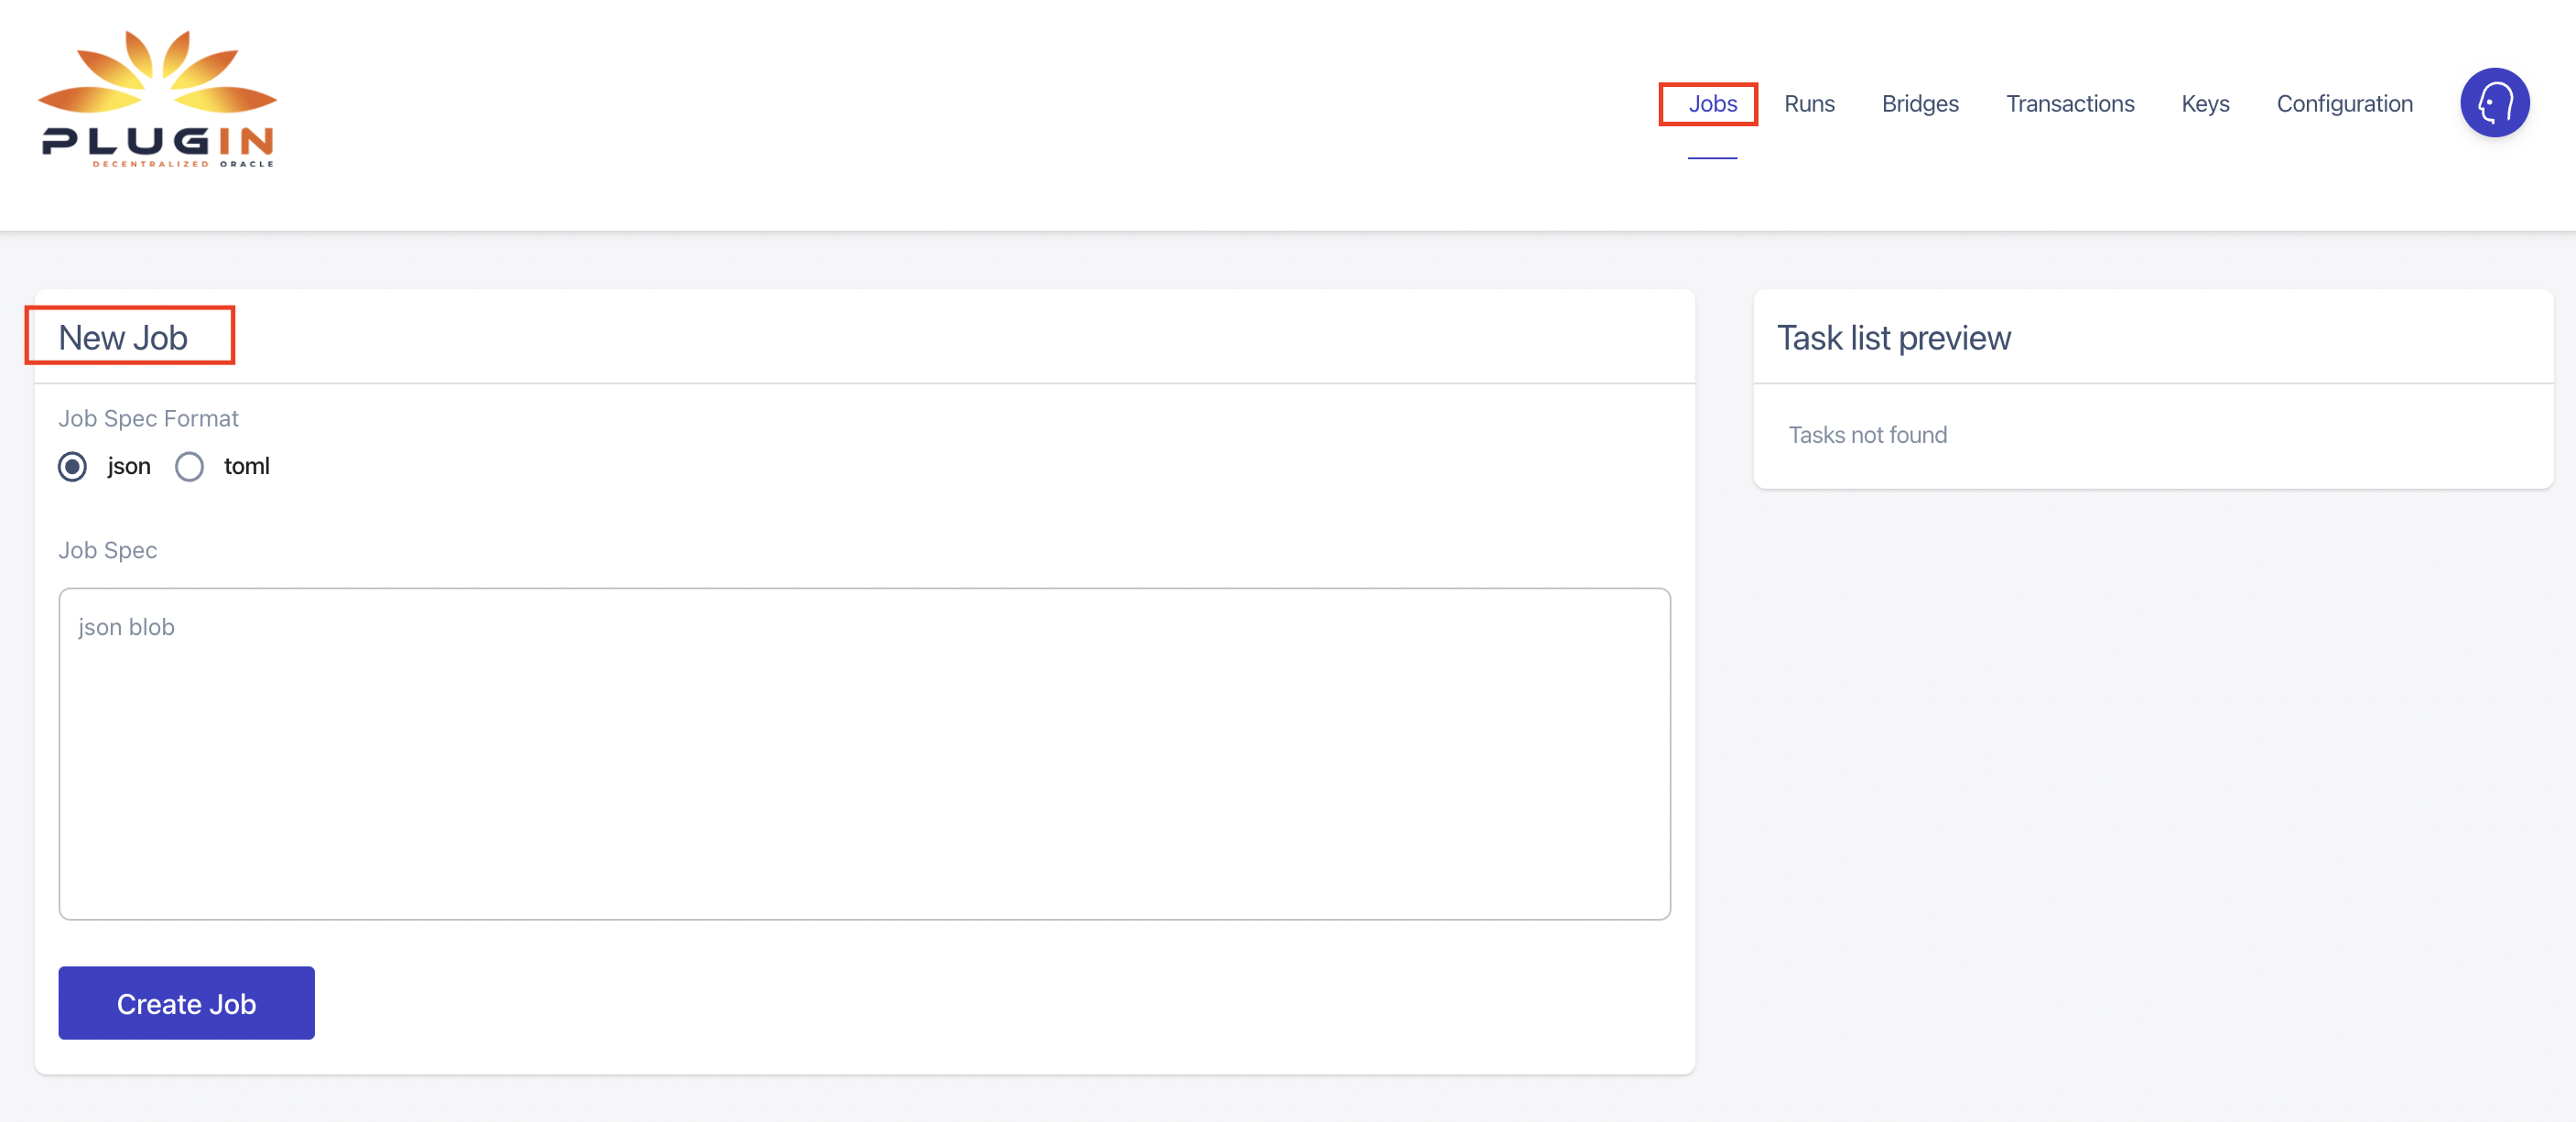 PLUGIN
DECENTRALIZED ORACLE
Jobs Runs Bridges Transactions Keys Configuration
New Job
Job Spec Format
json toml
Job Spec
json blob
Create Job
Task list preview
Tasks not found